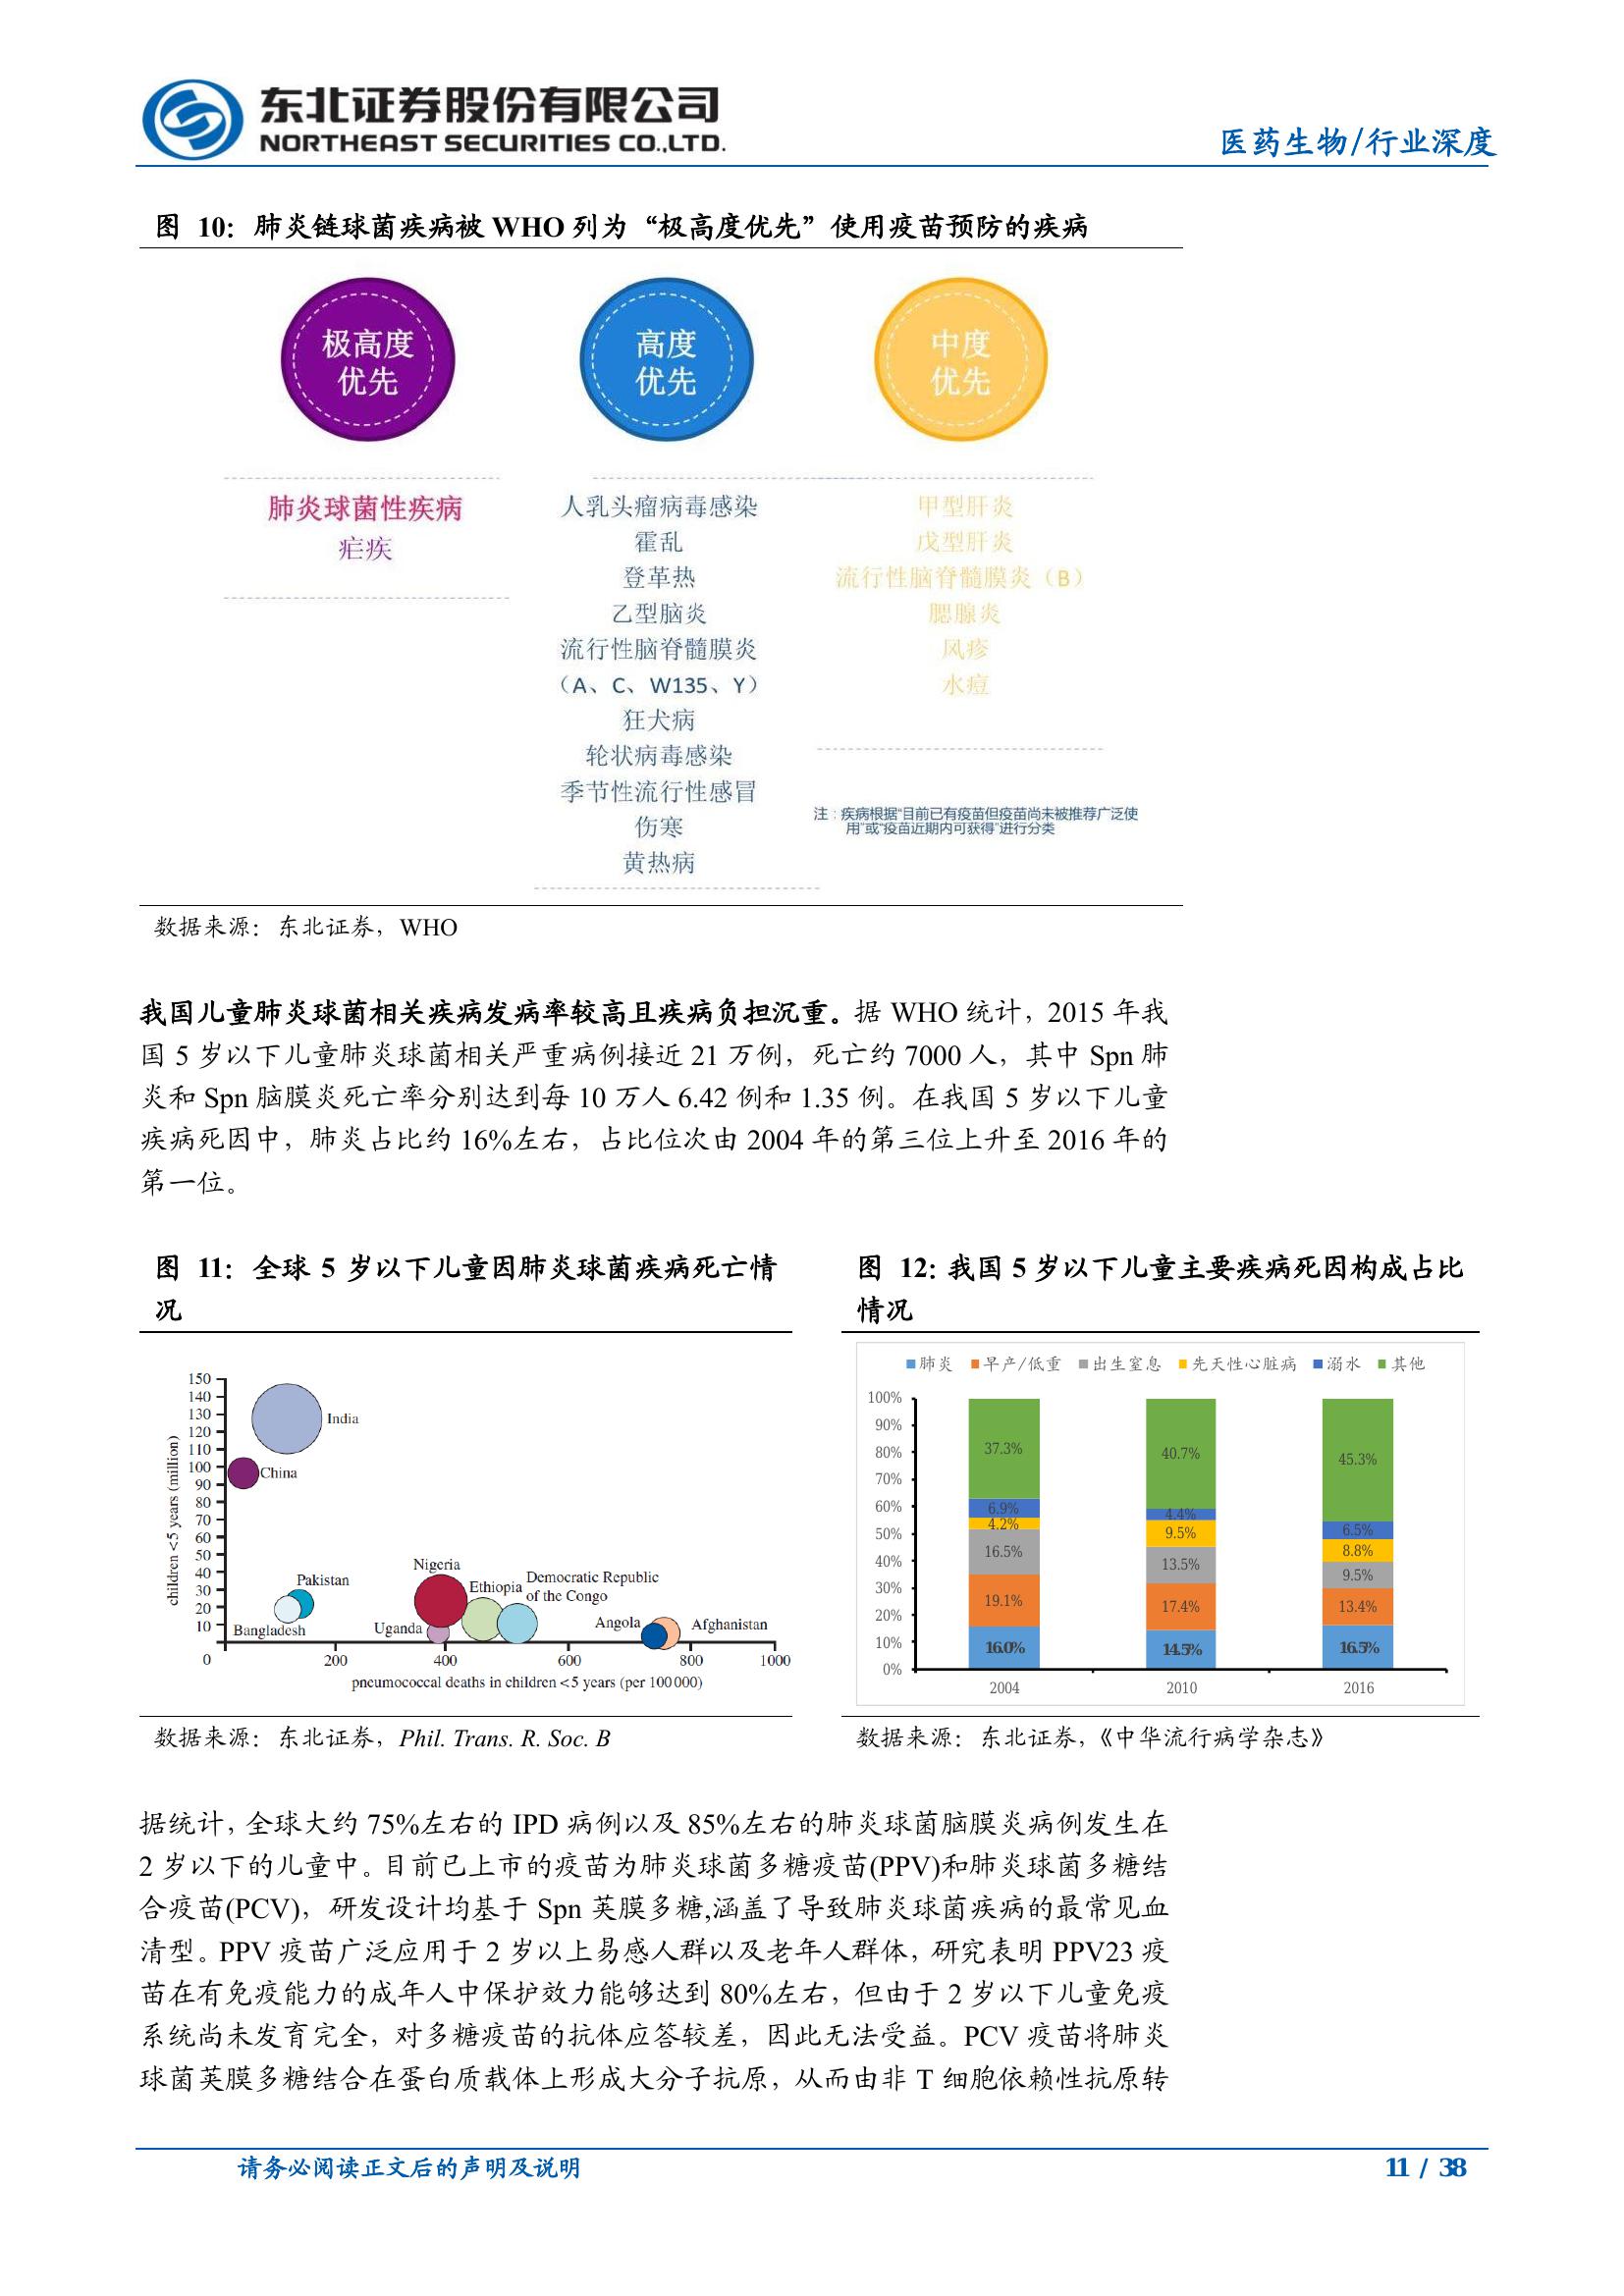 东北证券股份有限公司
NORTHEAST SECURITIES CO.,LTD.
医药生物/行业深度
图 10：肺炎链球菌疾病被 WHO 列为“极高度优先”使用疫苗预防的疾病
极高度
优先
高度
优先
中度
优先
肺炎球菌性疾病
疟疾
人乳头瘤病毒感染
霍乱
登革热
乙型脑炎
流行性脑脊髓膜炎
（A、C、W135、Y）
狂犬病
轮状病毒感染
季节性流行性感冒
伤寒
黄热病
甲型肝炎
戊型肝炎
流行性脑脊髓膜炎（B）
腮腺炎
风疹
水痘
注：疾病根据“目前已有疫苗但疫苗尚未被推荐广泛使
用”或“疫苗近期内可获得”进行分类
数据来源：东北证券，WHO
我国儿童肺炎球菌相关疾病发病率较高且疾病负担沉重。据 WHO 统计，2015 年我
国 5 岁以下儿童肺炎球菌相关严重病例接近 21 万例，死亡约 7000 人，其中 Spn 肺
炎和 Spn 脑膜炎死亡率分别达到每 10 万人 6.42 例和 1.35 例。在我国 5 岁以下儿童
疾病死因中，肺炎占比约 16%左右，占比位次由 2004 年的第三位上升至 2016 年的
第一位。
图 11：全球 5 岁以下儿童因肺炎球菌疾病死亡情
况
children <5 years (million)
150
140
130
120
110
100
90
80
70
60
50
40
30
20
10
India
China
Pakistan
Bangladesh
Nigeria
Uganda
Ethiopia
Democratic Republic
of the Congo
Angola
Afghanistan
0 200 400 600 800 1000
pneumococcal deaths in children <5 years (per 100 000)
数据来源：东北证券，Phil. Trans. R. Soc. B
图 12: 我国 5 岁以下儿童主要疾病死因构成占比
情况
肺炎 早产/低重 出生窒息 先天性心脏病 溺水 其他
100%
90%
80%
70%
60%
50%
40%
30%
20%
10%
0%
37.3%
6.9%
4.2%
16.5%
19.1%
16.0%
40.7%
4.4%
9.5%
13.5%
17.4%
14.5%
45.3%
6.5%
8.8%
9.5%
13.4%
16.5%
2004 2010 2016
数据来源：东北证券，《中华流行病学杂志》
据统计，全球大约 75%左右的 IPD 病例以及 85%左右的肺炎球菌脑膜炎病例发生在
2 岁以下的儿童中。目前已上市的疫苗为肺炎球菌多糖疫苗(PPV)和肺炎球菌多糖结
合疫苗(PCV)，研发设计均基于 Spn 荚膜多糖,涵盖了导致肺炎球菌疾病的最常见血
清型。PPV 疫苗广泛应用于 2 岁以上易感人群以及老年人群体，研究表明 PPV23 疫
苗在有免疫能力的成年人中保护效力能够达到 80%左右，但由于 2 岁以下儿童免疫
系统尚未发育完全，对多糖疫苗的抗体应答较差，因此无法受益。PCV 疫苗将肺炎
球菌荚膜多糖结合在蛋白质载体上形成大分子抗原，从而由非 T 细胞依赖性抗原转
请务必阅读正文后的声明及说明
11 / 38